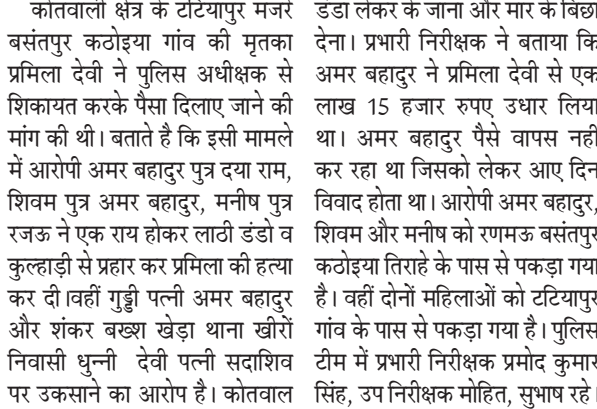 कोतवाली क्षेत्र के टटियापुर मजरे
बसंतपुर कठोइया गांव की मृतका
प्रमिला देवी ने पुलिस अधीक्षक से
शिकायत करके पैसा दिलाए जाने की
मांग की थी। बताते है कि इसी मामले
में आरोपी अमर बहादुर पुत्र दया राम,
शिवम पुत्र अमर बहादुर, मनीष पुत्र
रजऊ ने एक राय होकर लाठी डंडो व
कुल्हाड़ी से प्रहार कर प्रमिला की हत्या
कर दी।वहीं गुड्डी पत्नी अमर बहादुर
और शंकर बख्श खेड़ा थाना खीरों
निवासी धुन्नी देवी पत्नी सदाशिव
पर उकसाने का आरोप है। कोतवाल
डंडा लेकर के जाना और मार के बिछा
देना। प्रभारी निरीक्षक ने बताया कि
अमर बहादुर ने प्रमिला देवी से एक
लाख 15 हजार रुपए उधार लिया
था। अमर बहादुर पैसे वापस नहीं
कर रहा था जिसको लेकर आए दिन
विवाद होता था। आरोपी अमर बहादुर,
शिवम और मनीष को रणमऊ बसंतपुर
कठोइया तिराहे के पास से पकड़ा गया
है। वहीं दोनों महिलाओं को टटियापुर
गांव के पास से पकड़ा गया है। पुलिस
टीम में प्रभारी निरीक्षक प्रमोद कुमार
सिंह, उप निरीक्षक मोहित, सुभाष रहे।